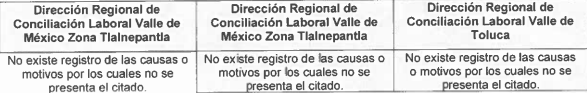 Dirección Regional de
Conciliación Laboral Valle de
México Zona Tlalnepantla
No existe registro de las causas o
motivos por los cuales no se
presenta el citado.
Dirección Regional de
Conciliación Laboral Valle de
México Zona Tlalnepantla
No existe registro de las causas o
motivos por los cuales no se
presenta el citado.
Dirección Regional de
Conciliación Laboral Valle de
Toluca
No existe registro de las causas
o motivos por los cuales no se
presenta el citado.